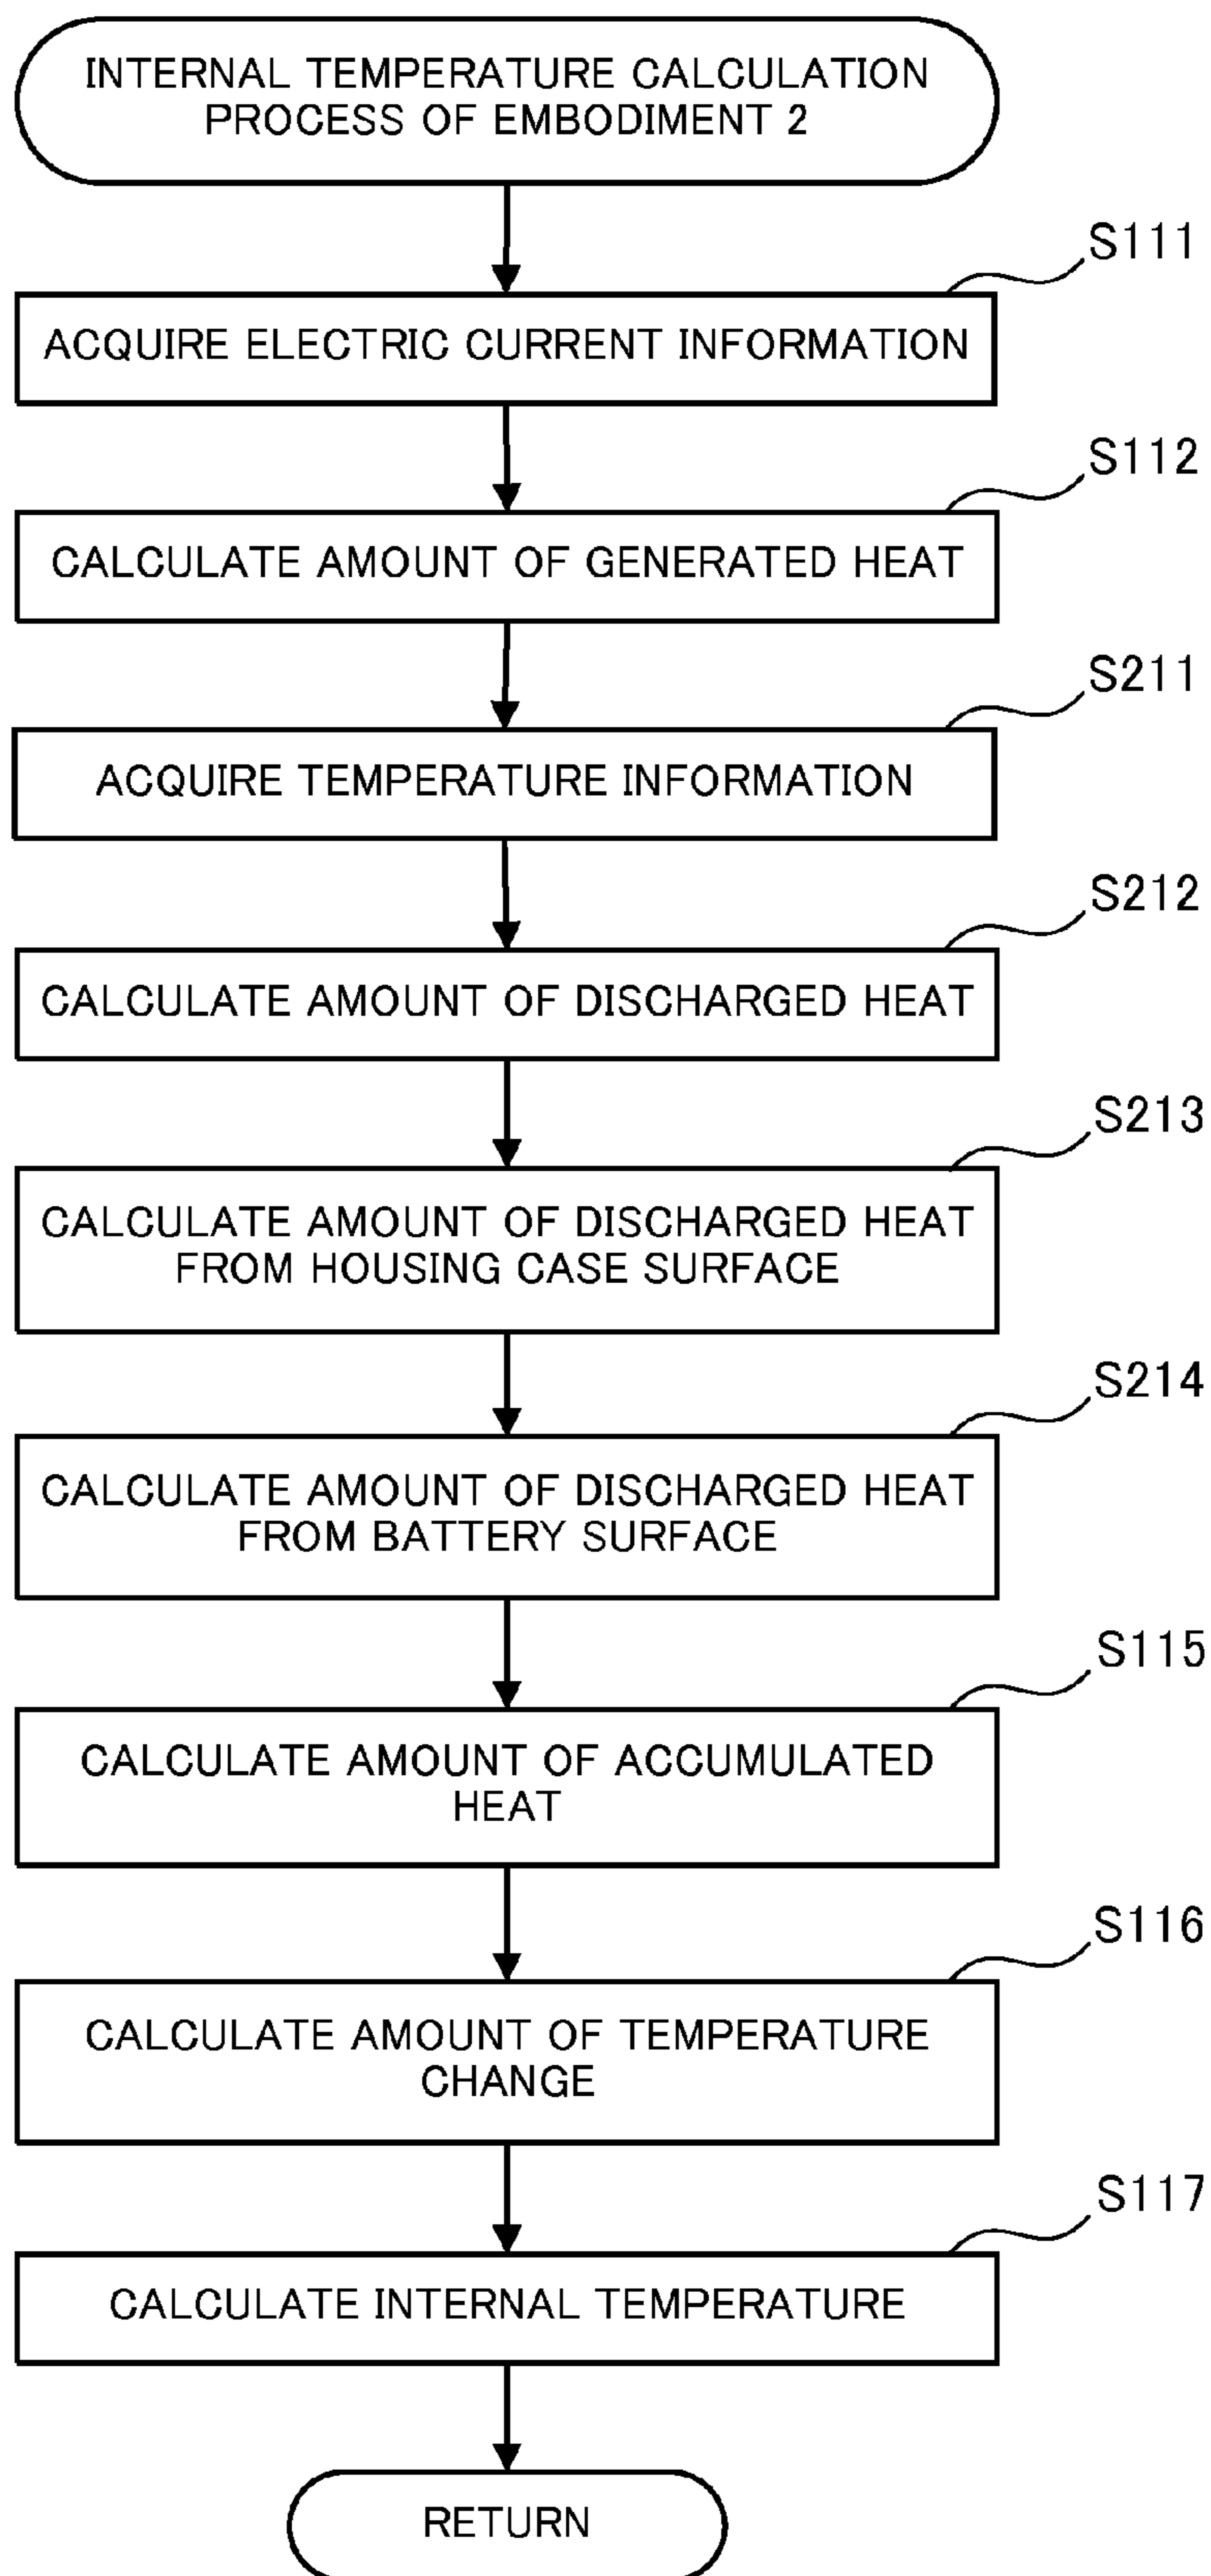 INTERNAL TEMPERATURE CALCULATION
PROCESS OF EMBODIMENT 2
S111
ACQUIRE ELECTRIC CURRENT INFORMATION
S112
CALCULATE AMOUNT OF GENERATED HEAT
S211
ACQUIRE TEMPERATURE INFORMATION
S212
CALCULATE AMOUNT OF DISCHARGED HEAT
S213
CALCULATE AMOUNT OF DISCHARGED HEAT
FROM HOUSING CASE SURFACE
S214
CALCULATE AMOUNT OF DISCHARGED HEAT
FROM BATTERY SURFACE
S115
CALCULATE AMOUNT OF ACCUMULATED
HEAT
S116
CALCULATE AMOUNT OF TEMPERATURE
CHANGE
S117
CALCULATE INTERNAL TEMPERATURE
RETURN